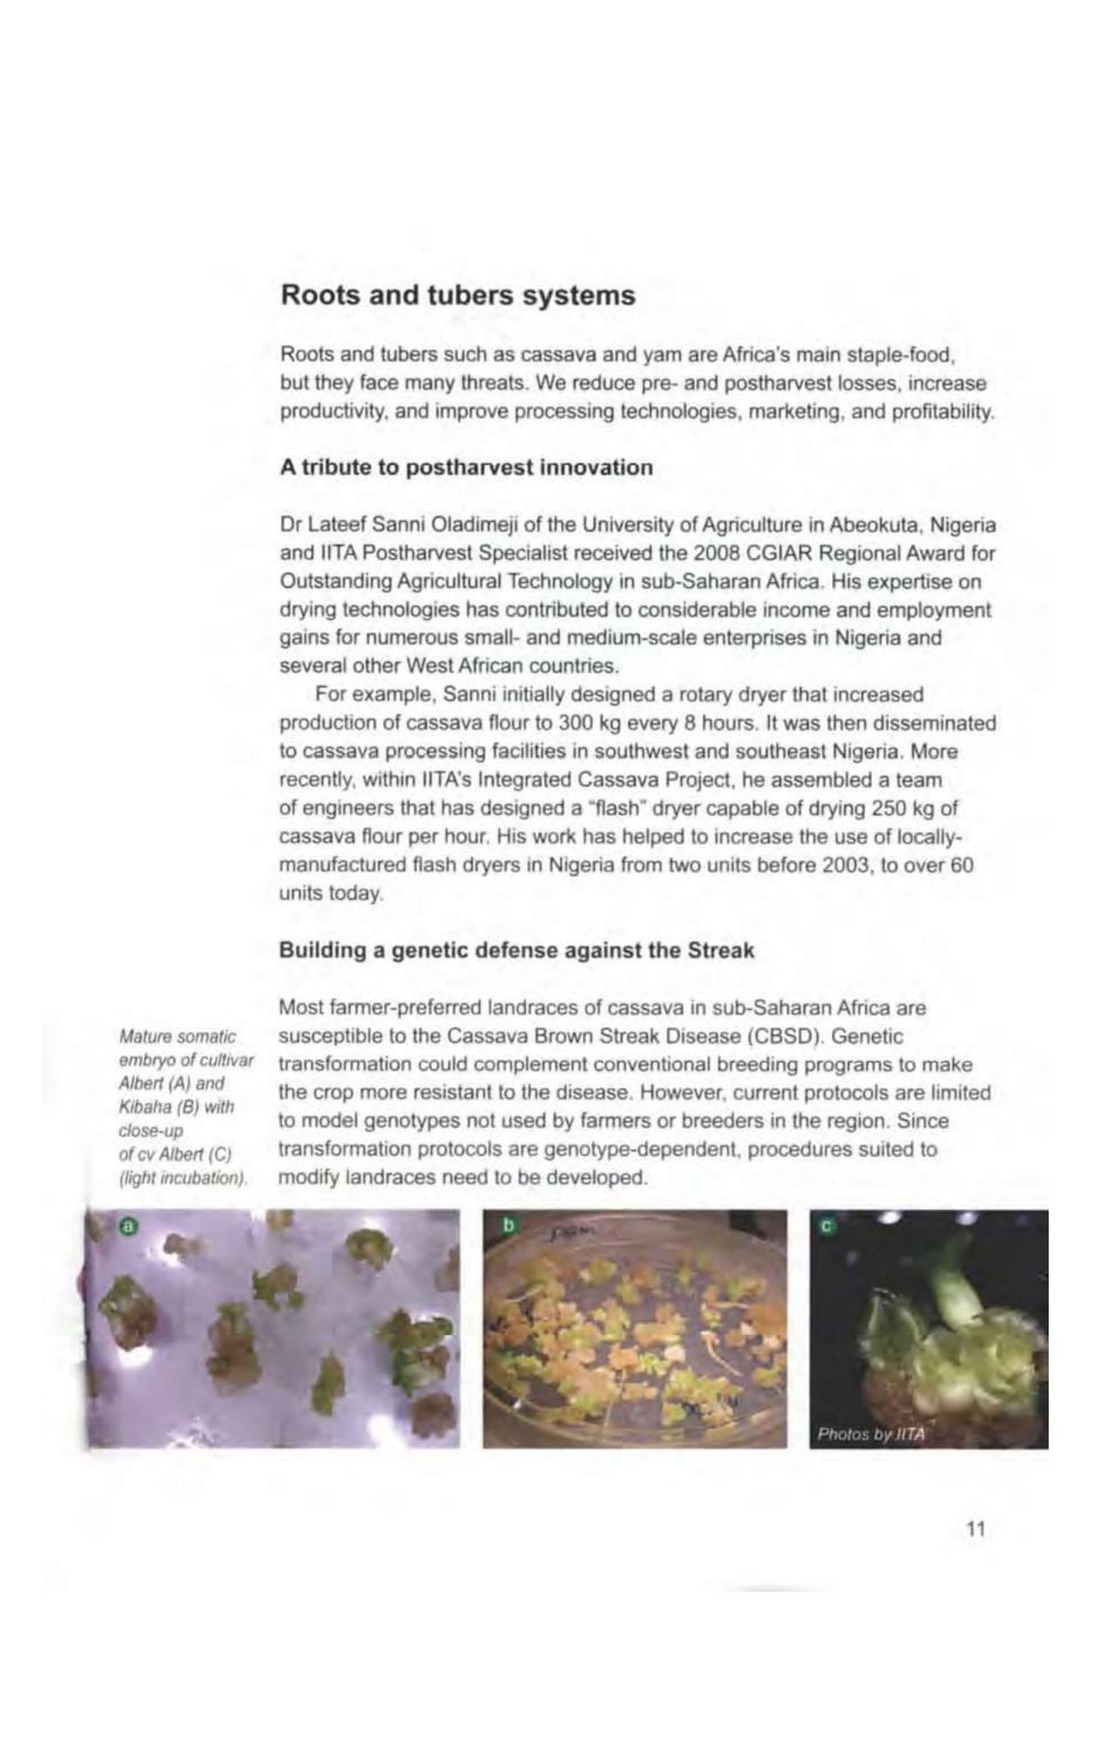 Roots and tubers systems
Roots and tubers such as cassava and yam are Africa's main staple-food,
but they face many threats. We reduce pre- and postharvest losses, increase
productivity, and improve processing technologies, marketing, and profitability.
A tribute to postharvest innovation
Dr Lateef Sanni Oladimeji of the University of Agriculture in Abeokuta, Nigeria
and IITA Postharvest Specialist received the 2008 CGIAR Regional Award for
Outstanding Agricultural Technology in sub-Saharan Africa. His expertise on
drying technologies has contributed to considerable income and employment
gains for numerous small- and medium-scale enterprises in Nigeria and
several other West African countries.
For example, Sanni initially designed a rotary dryer that increased
production of cassava flour to 300 kg every 8 hours. It was then disseminated
to cassava processing facilities in southwest and southeast Nigeria. More
recently, within IITA's Integrated Cassava Project, he assembled a team
of engineers that has designed a "flash" dryer capable of drying 250 kg of
cassava flour per hour. His work has helped to increase the use of locally-
manufactured flash dryers in Nigeria from two units before 2003, to over 60
units today.
Building a genetic defense against the Streak
Most farmer-preferred landraces of cassava in sub-Saharan Africa are
susceptible to the Cassava Brown Streak Disease (CBSD). Genetic
transformation could complement conventional breeding programs to make
the crop more resistant to the disease. However, current protocols are limited
to model genotypes not used by farmers or breeders in the region. Since
transformation protocols are genotype-dependent, procedures suited to
modify landraces need to be developed.
Mature somatic
embryo of cultivar
Albert (A) and
Kibaha (B) with
close-up
of cv Albert (C)
(light incubation).
a
b
c
Photos by IITA
11